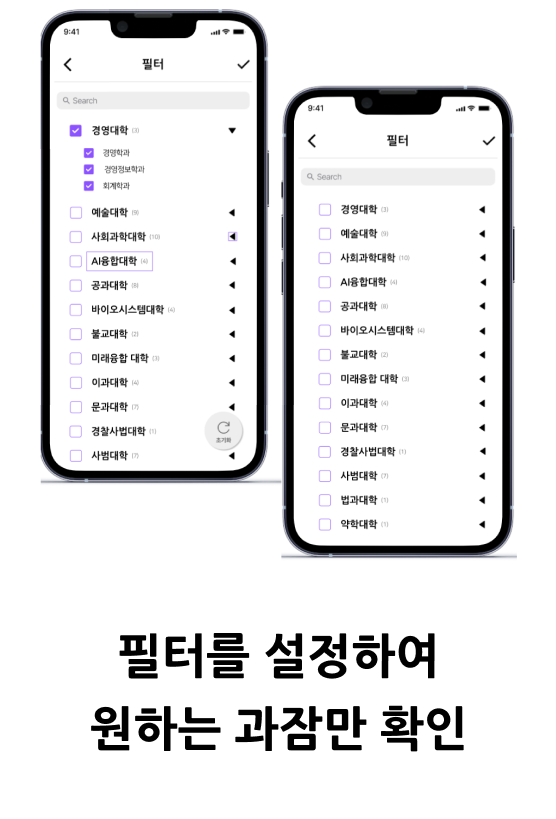 9:41
필터
Search
경영대학 (3)
경영학과
경영정보학과
회계학과
예술대학 (9)
사회과학대학 (10)
AI융합대학 (4)
공과대학 (8)
바이오시스템대학 (4)
불교대학 (2)
미래융합 대학 (3)
이과대학 (4)
문과대학 (7)
경찰사법대학 (1)
사범대학 (7)
초기화
9:41
필터
Search
경영대학 (3)
예술대학 (9)
사회과학대학 (10)
AI융합대학 (4)
공과대학 (8)
바이오시스템대학 (4)
불교대학 (2)
미래융합 대학 (3)
이과대학 (4)
문과대학 (7)
경찰사법대학 (1)
사범대학 (7)
법과대학 (1)
약학대학 (1)
필터를 설정하여
원하는 과잠만 확인